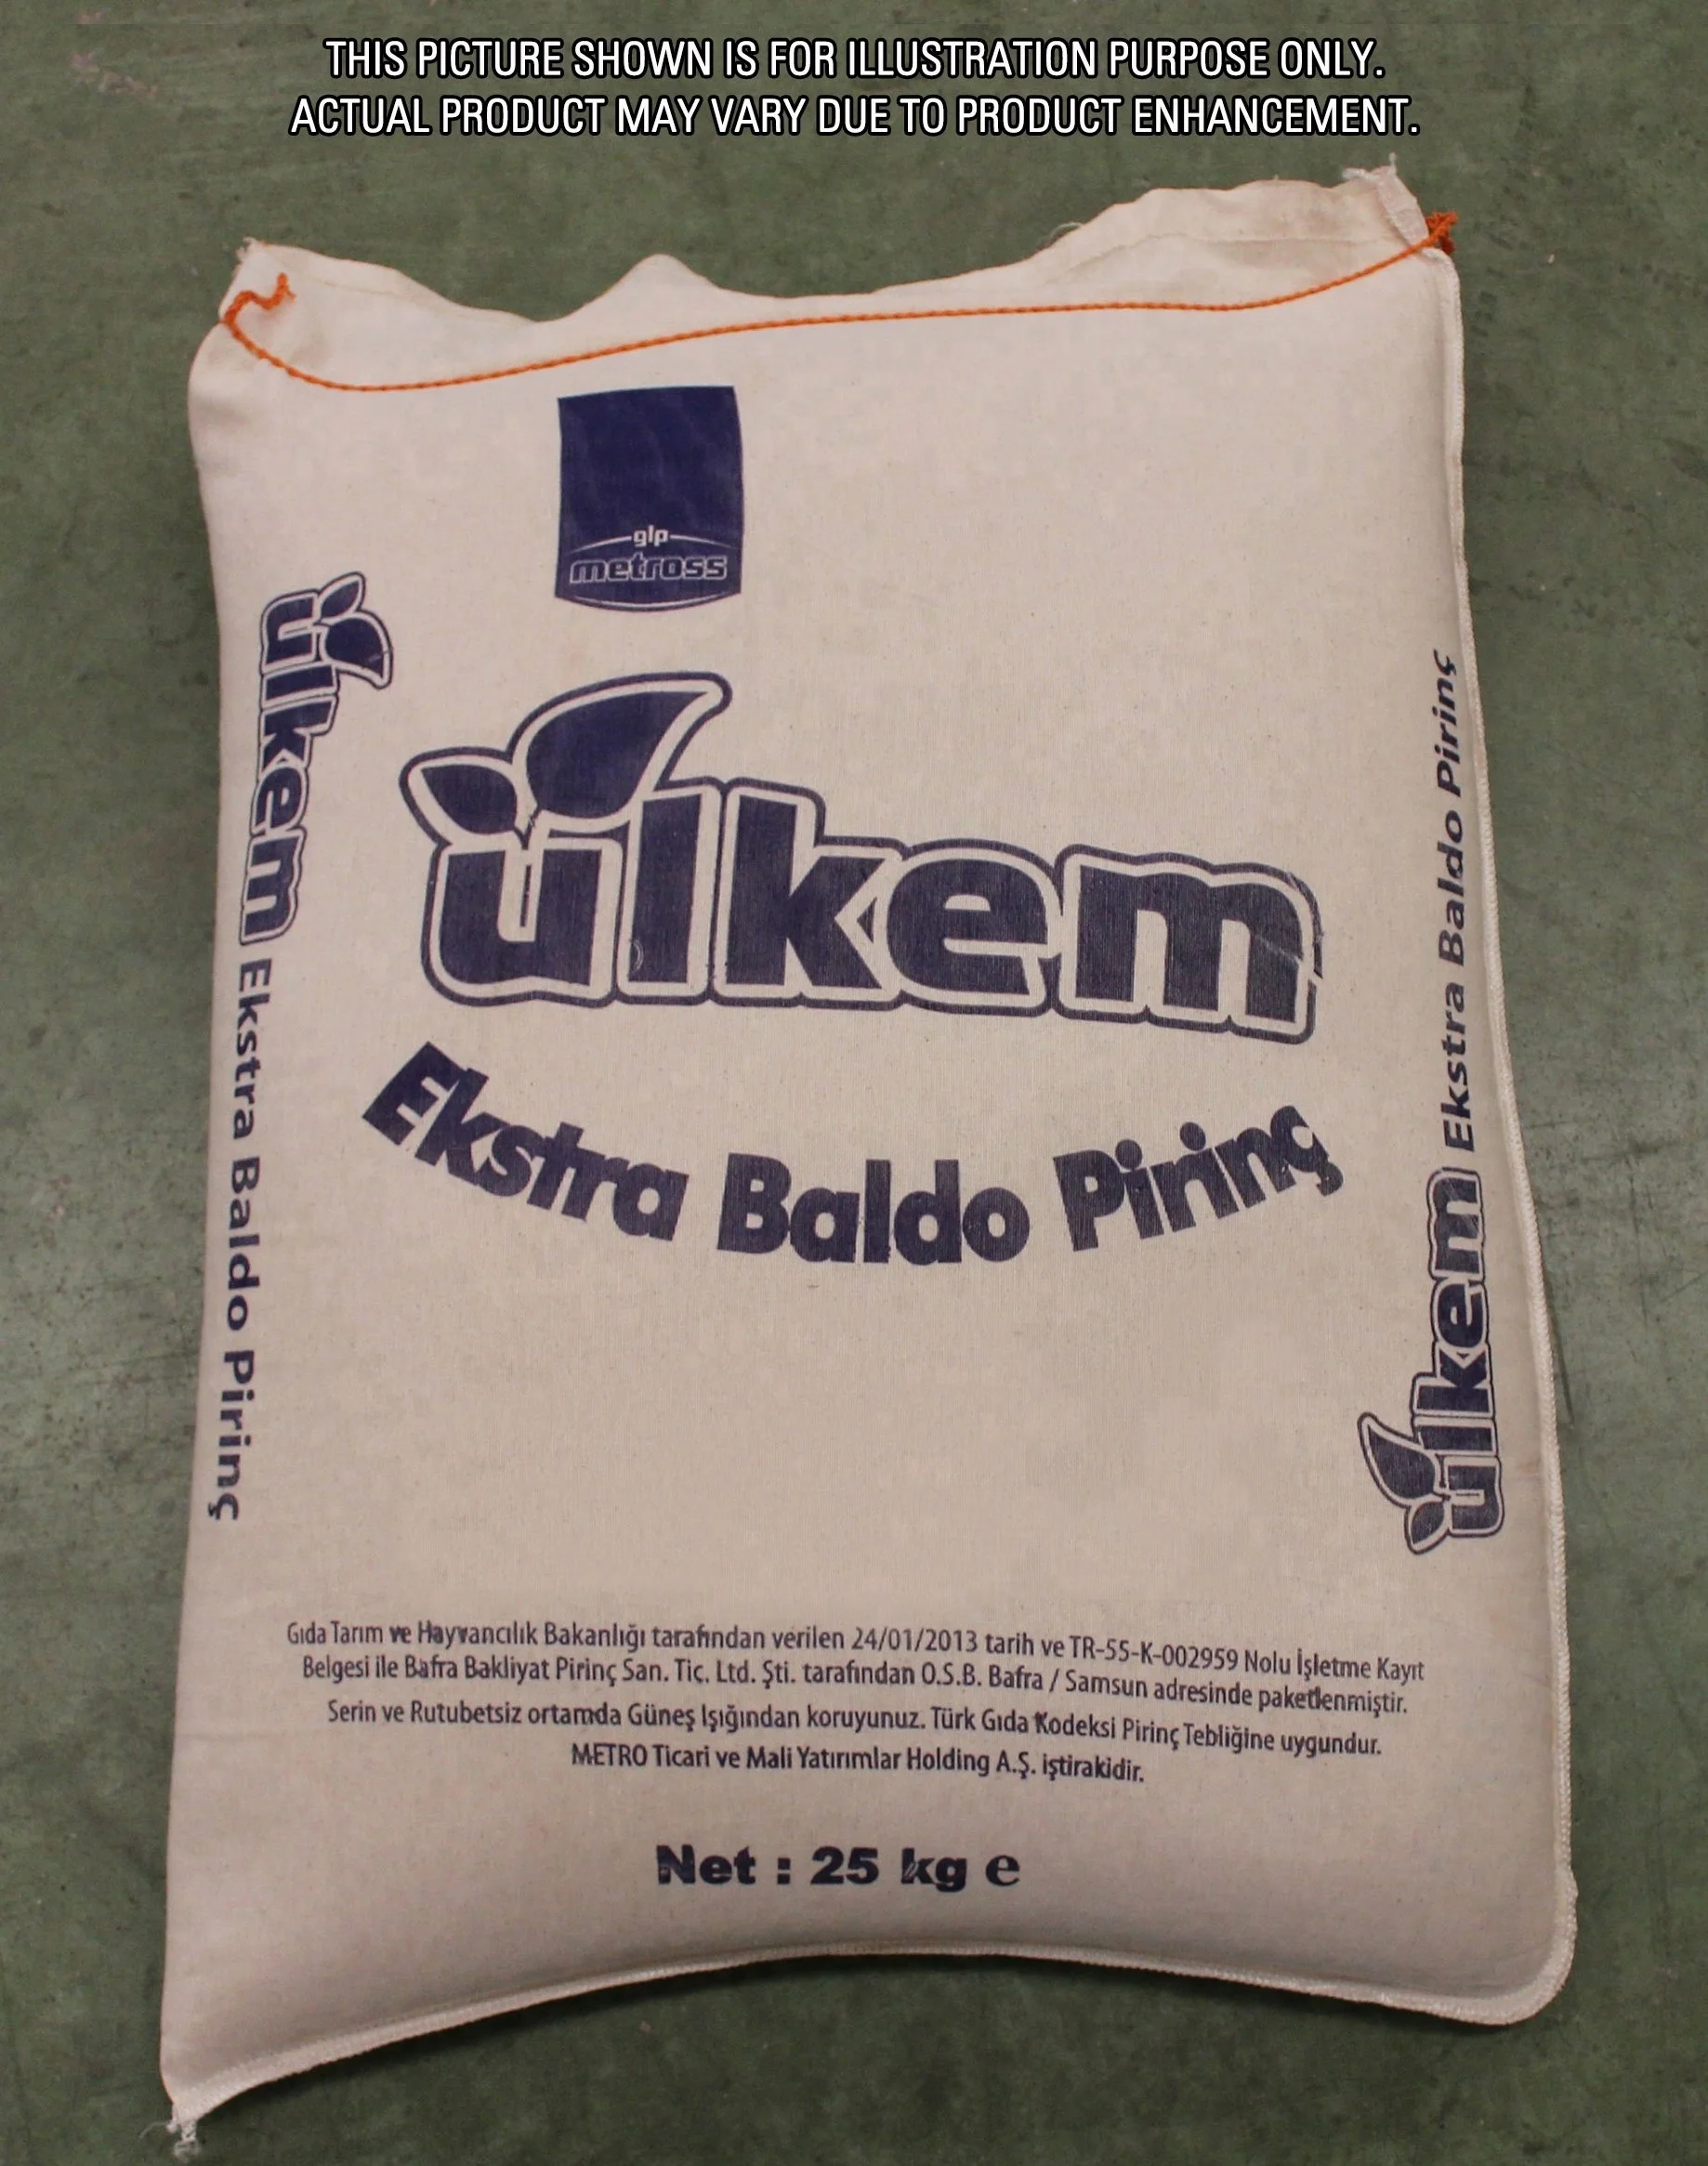 THIS PICTURE SHOWN IS FOR ILLUSTRATION PURPOSE ONLY.
ACTUAL PRODUCT MAY VARY DUE TO PRODUCT ENHANCEMENT.
glp
metross
ülkem
Ekstra Baldo Pirinç
ülkem Ekstra Baldo Pirinç
ülkem Ekstra Baldo Pirinç
Gıda Tarım ve Hayvancılık Bakanlığı tarafından verilen 24/01/2013 tarih ve TR-55-K-002959 Nolu İşletme Kayıt
Belgesi ile Bafra Bakliyat Pirinç San. Tic. Ltd. Şti. tarafından O.S.B. Bafra / Samsun adresinde paketlenmiştir.
Serin ve Rutubetsiz ortamda Güneş Işığından koruyunuz. Türk Gıda Kodeksi Pirinç Tebliğine uygundur.
METRO Ticari ve Mali Yatırımlar Holding A.Ş. iştirakidir.
Net : 25 kg e